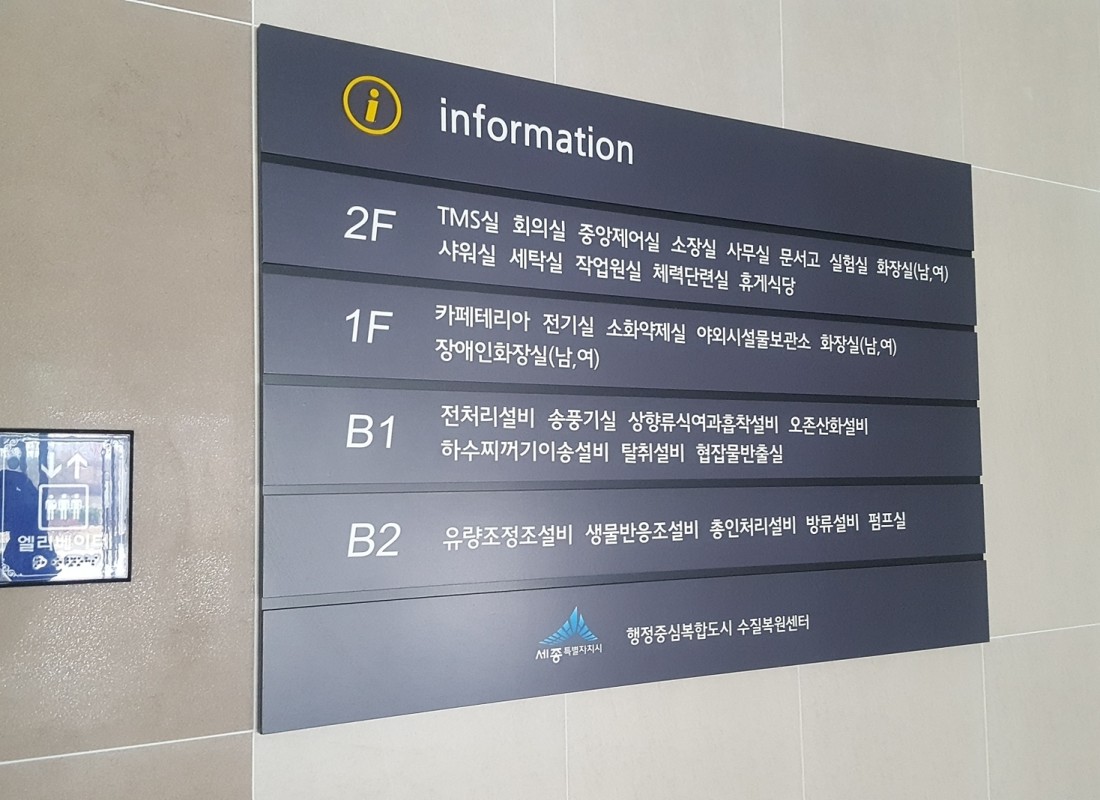 information
2F
TMS실 회의실 중앙제어실 소장실 사무실 문서고 실험실 화장실(남,여)
샤워실 세탁실 작업원실 체력단련실 휴게식당
1F
카페테리아 전기실 소화약제실 야외시설물보관소 화장실(남,여)
장애인화장실(남,여)
B1
전처리설비 송풍기실 상향류식여과흡착설비 오존산화설비
하수찌꺼기이송설비 탈취설비 협잡물반출실
B2
유량조정조설비 생물반응조설비 총인처리설비 방류설비 펌프실
세종특별자치시
행정중심복합도시 수질복원센터
엘리베이터